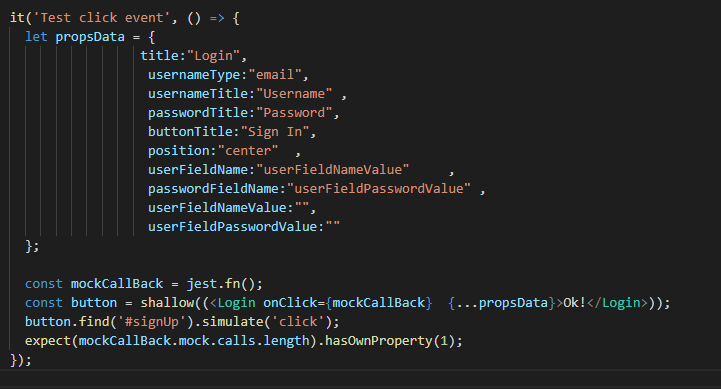 it('Test click event', () => {
let propsData = {
title:"Login",
usernameType:"email",
usernameTitle:"Username" ,
passwordTitle:"Password",
buttonTitle:"Sign In",
position:"center"  ,
userFieldName:"userFieldNameValue"     ,
passwordFieldName:"userFieldPasswordValue" ,
userFieldNameValue:"",
userFieldPasswordValue:""
};
const mockCallBack = jest.fn();
const button = shallow((<Login onClick={mockCallBack}  {...propsData}>Ok!</Login>));
button.find('#signUp').simulate('click');
expect(mockCallBack.mock.calls.length).hasOwnProperty(1);
});